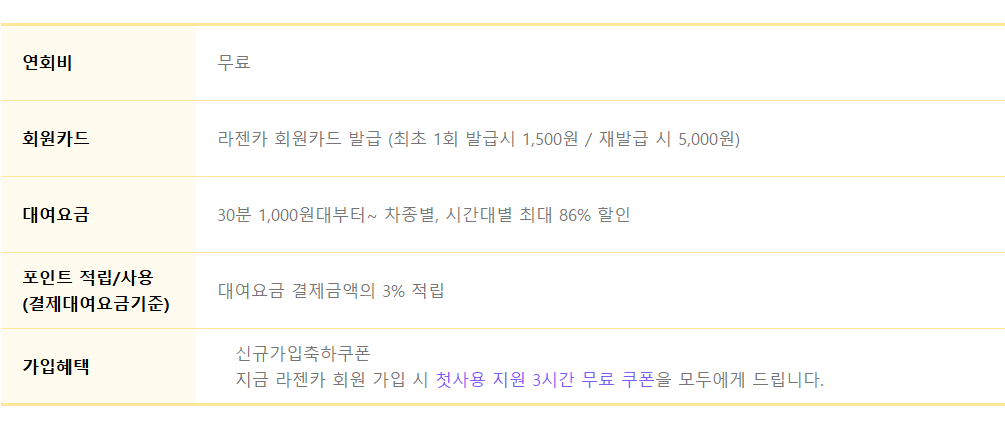 연회비
무료
회원카드
라젠카 회원카드 발급 (최초 1회 발급시 1,500원 / 재발급 시 5,000원)
대여요금
30분 1,000원대부터~ 차종별, 시간대별 최대 86% 할인
포인트 적립/사용
(결제대여요금기준)
대여요금 결제금액의 3% 적립
가입혜택
신규가입축하쿠폰
지금 라젠카 회원 가입 시 첫사용 지원 3시간 무료 쿠폰을 모두에게 드립니다.